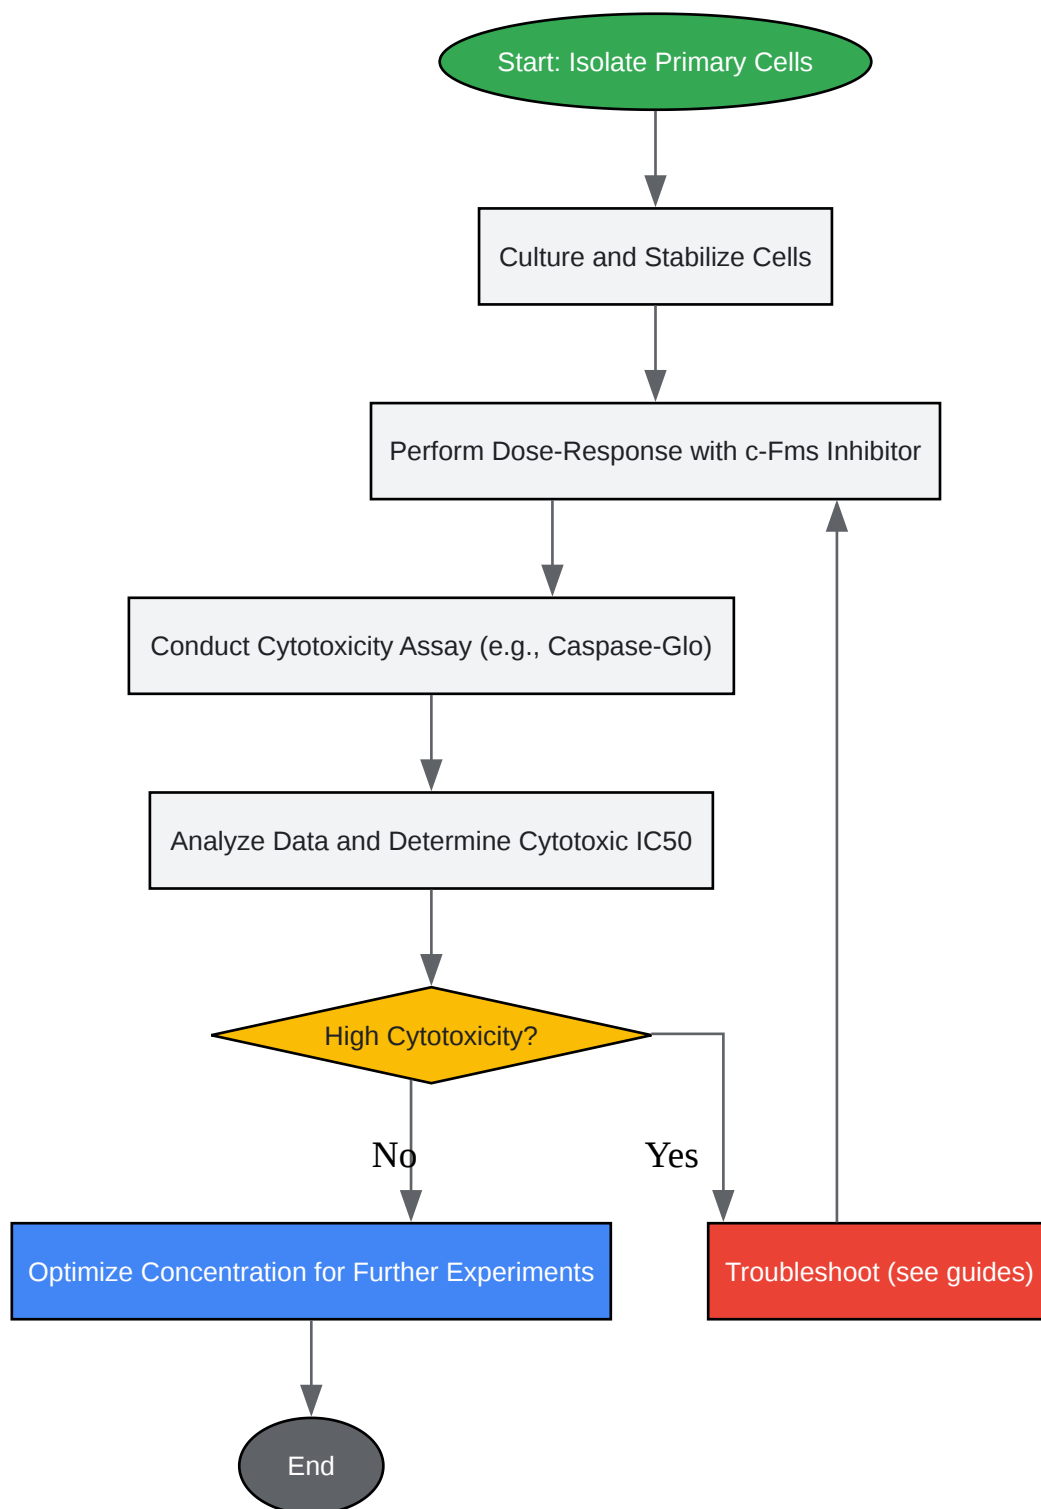 Start: Isolate Primary Cells
Culture and Stabilize Cells
Perform Dose-Response with c-Fms Inhibitor
Conduct Cytotoxicity Assay (e.g., Caspase-Glo)
Analyze Data and Determine Cytotoxic IC50
High Cytotoxicity?
No
Yes
Optimize Concentration for Further Experiments
Troubleshoot (see guides)
End